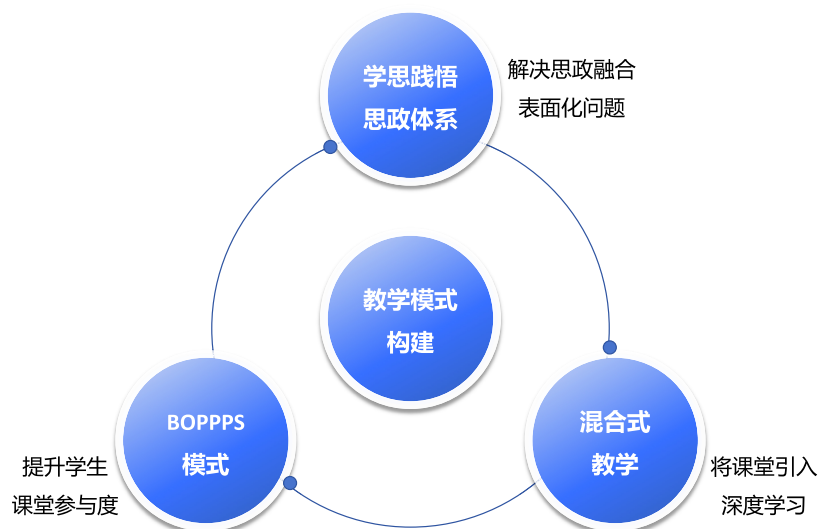 学思践悟
思政体系
解决思政融合
表面化问题
教学模式
构建
BOPPPS
模式
提升学生
课堂参与度
混合式
教学
将课堂引入
深度学习